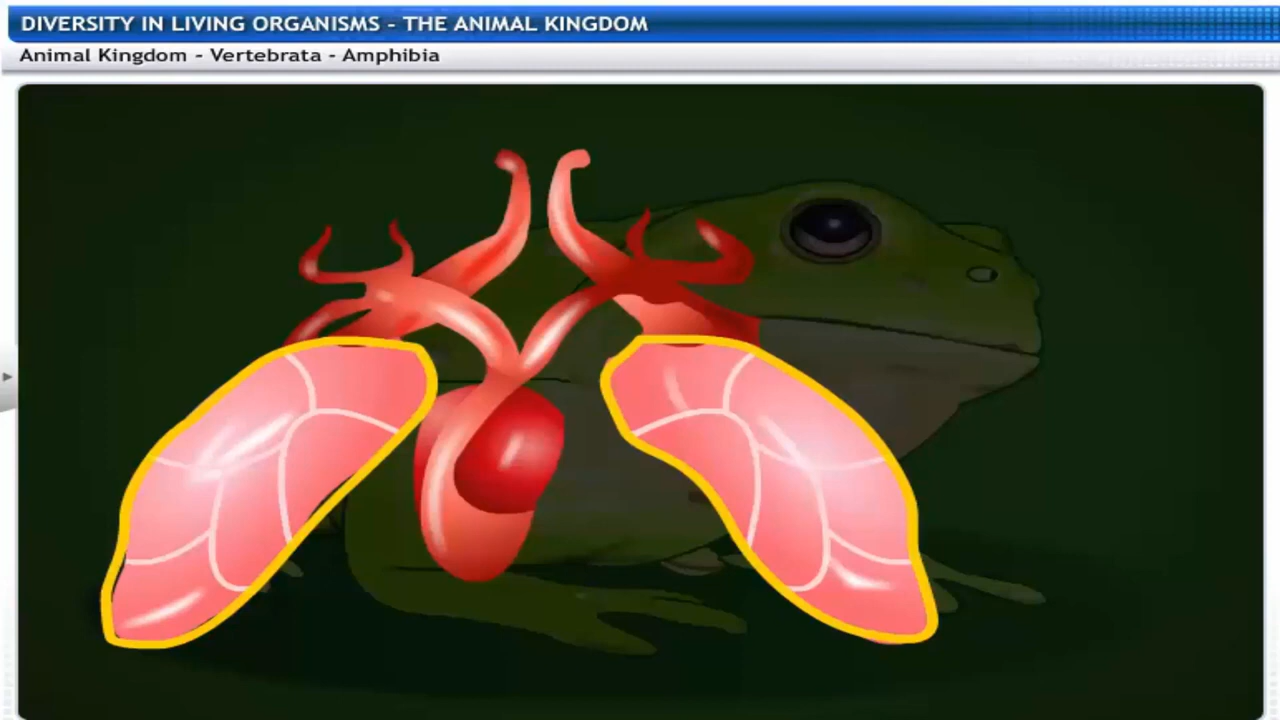 DIVERSITY IN LIVING ORGANISMS - THE ANIMAL KINGDOM
Animal Kingdom - Vertebrata - Amphibia